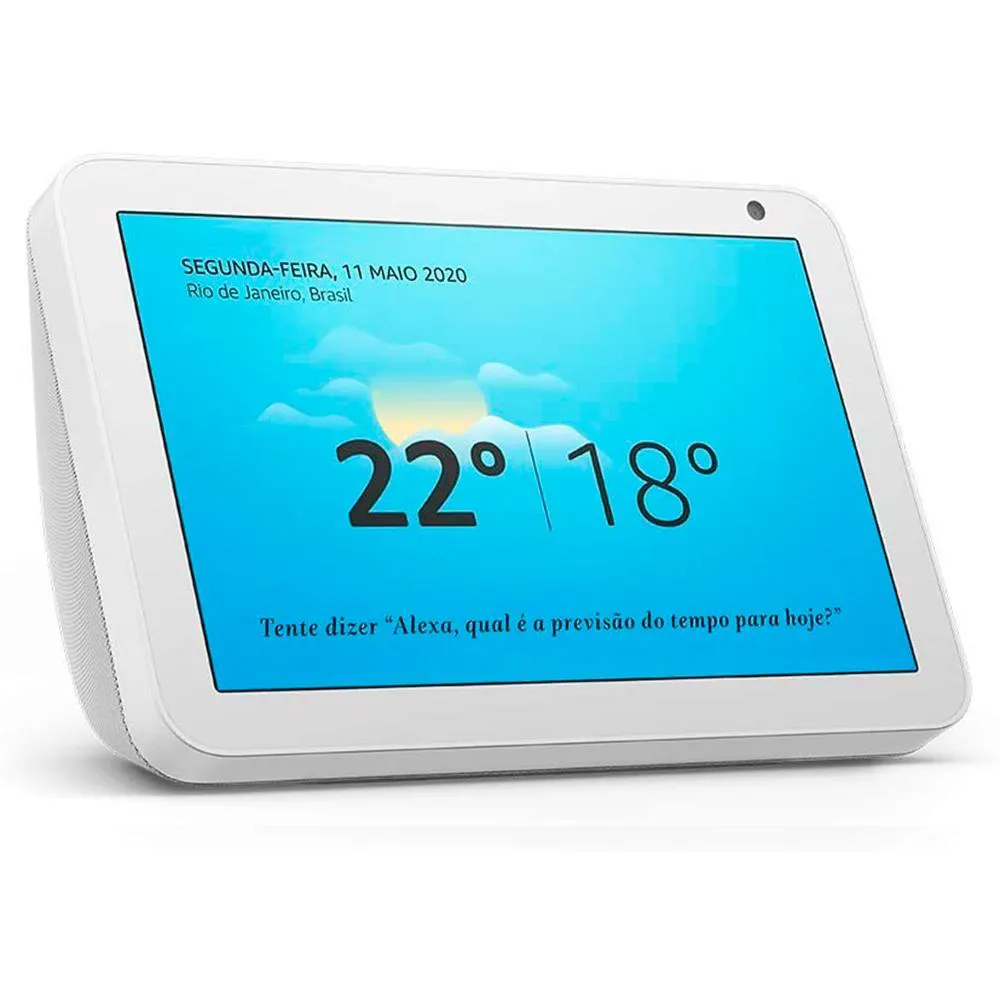 SEGUNDA-FEIRA, 11 MAIO 2020
Rio de Janeiro, Brasil
22° 18°
Tente dizer “Alexa, qual é a previsão do tempo para hoje?”